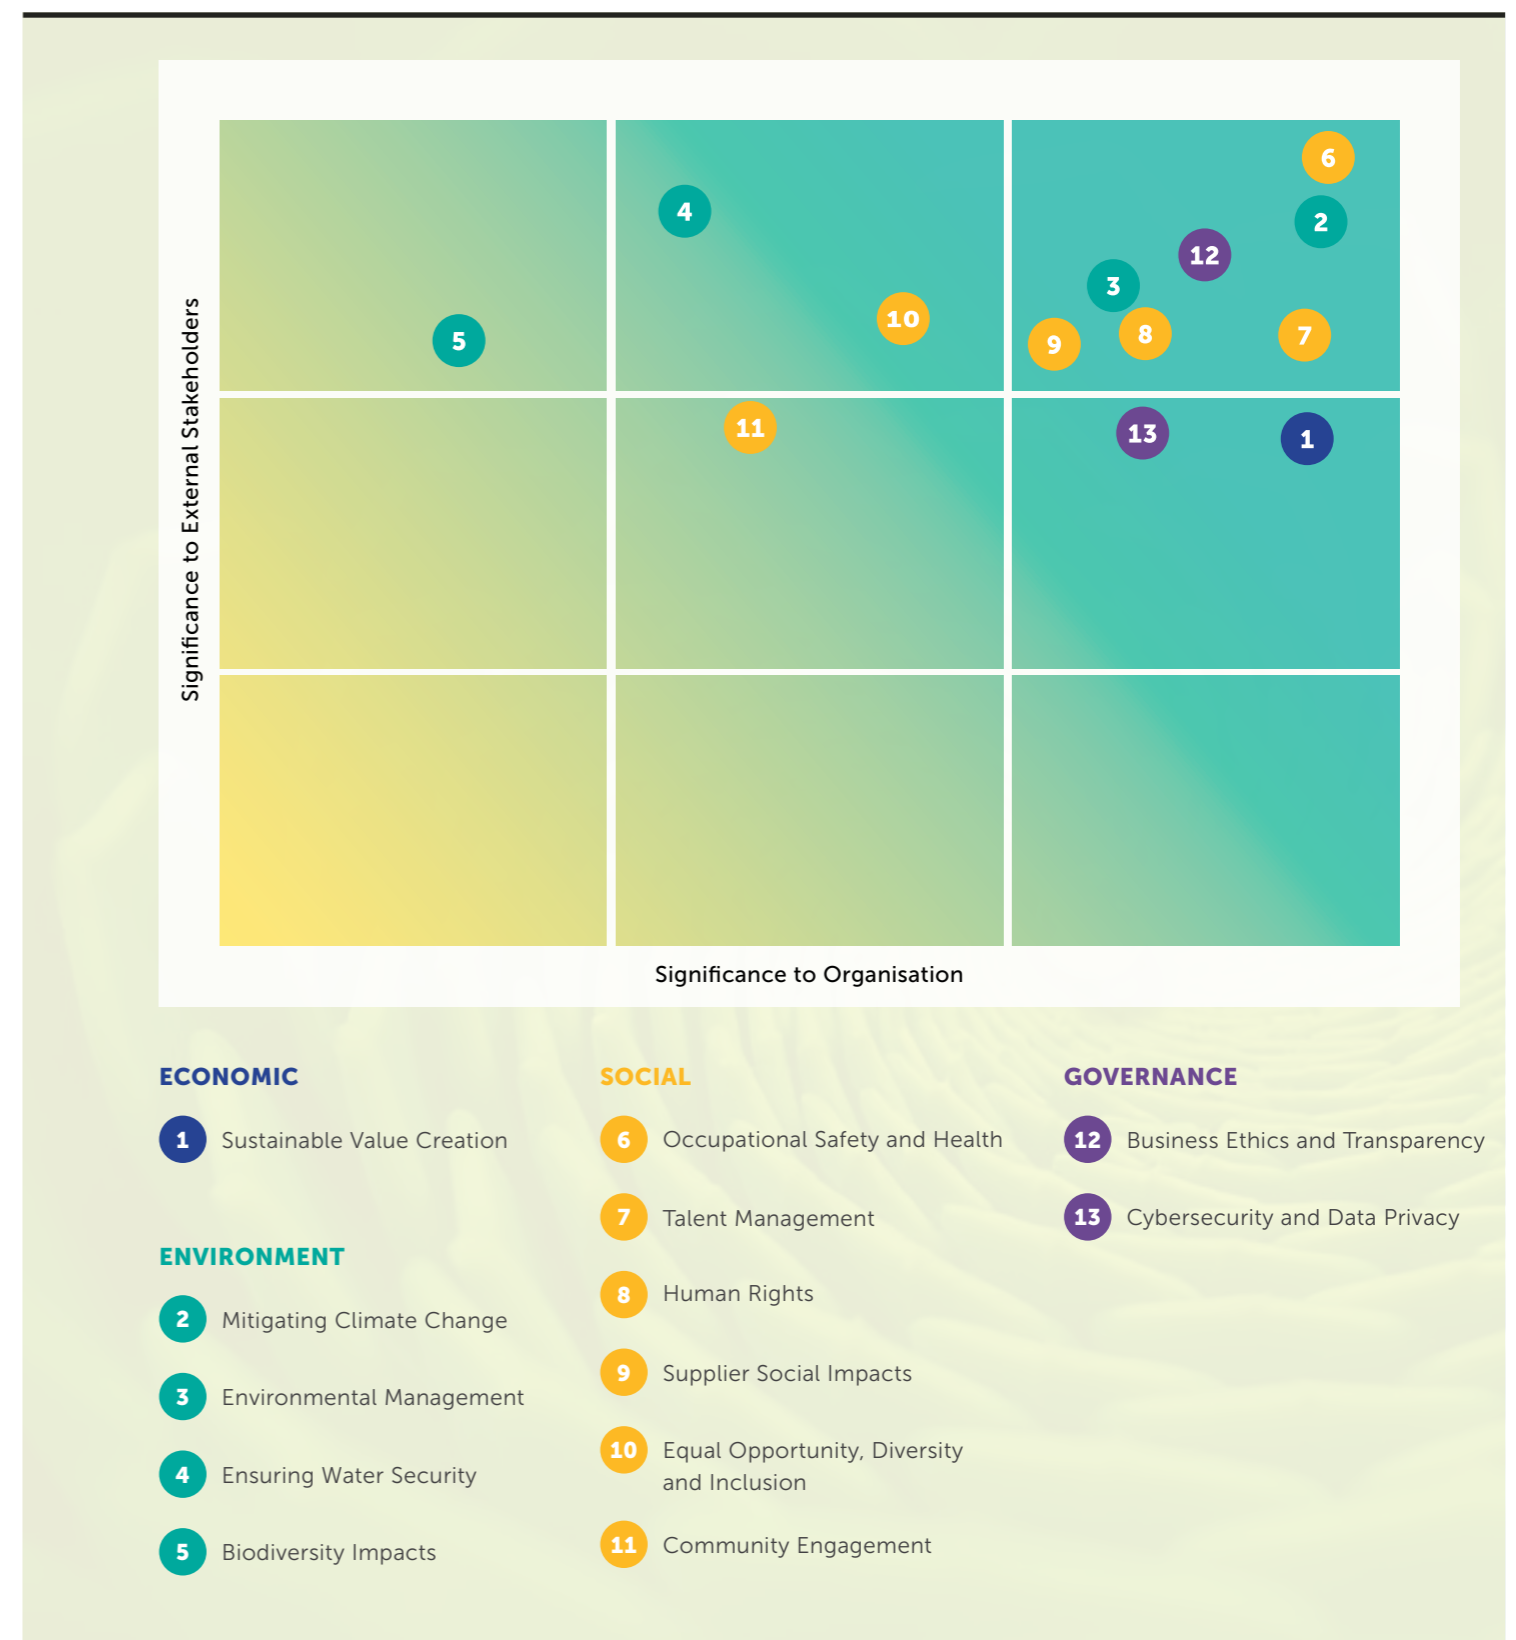 6
4
2
12
3
10
8
7
5
9
11
13
1
Significance to External Stakeholders
Significance to Organisation
ECONOMIC
1 Sustainable Value Creation
ENVIRONMENT
2 Mitigating Climate Change
3 Environmental Management
4 Ensuring Water Security
5 Biodiversity Impacts
SOCIAL
6 Occupational Safety and Health
7 Talent Management
8 Human Rights
9 Supplier Social Impacts
10 Equal Opportunity, Diversity
and Inclusion
11 Community Engagement
GOVERNANCE
12 Business Ethics and Transparency
13 Cybersecurity and Data Privacy